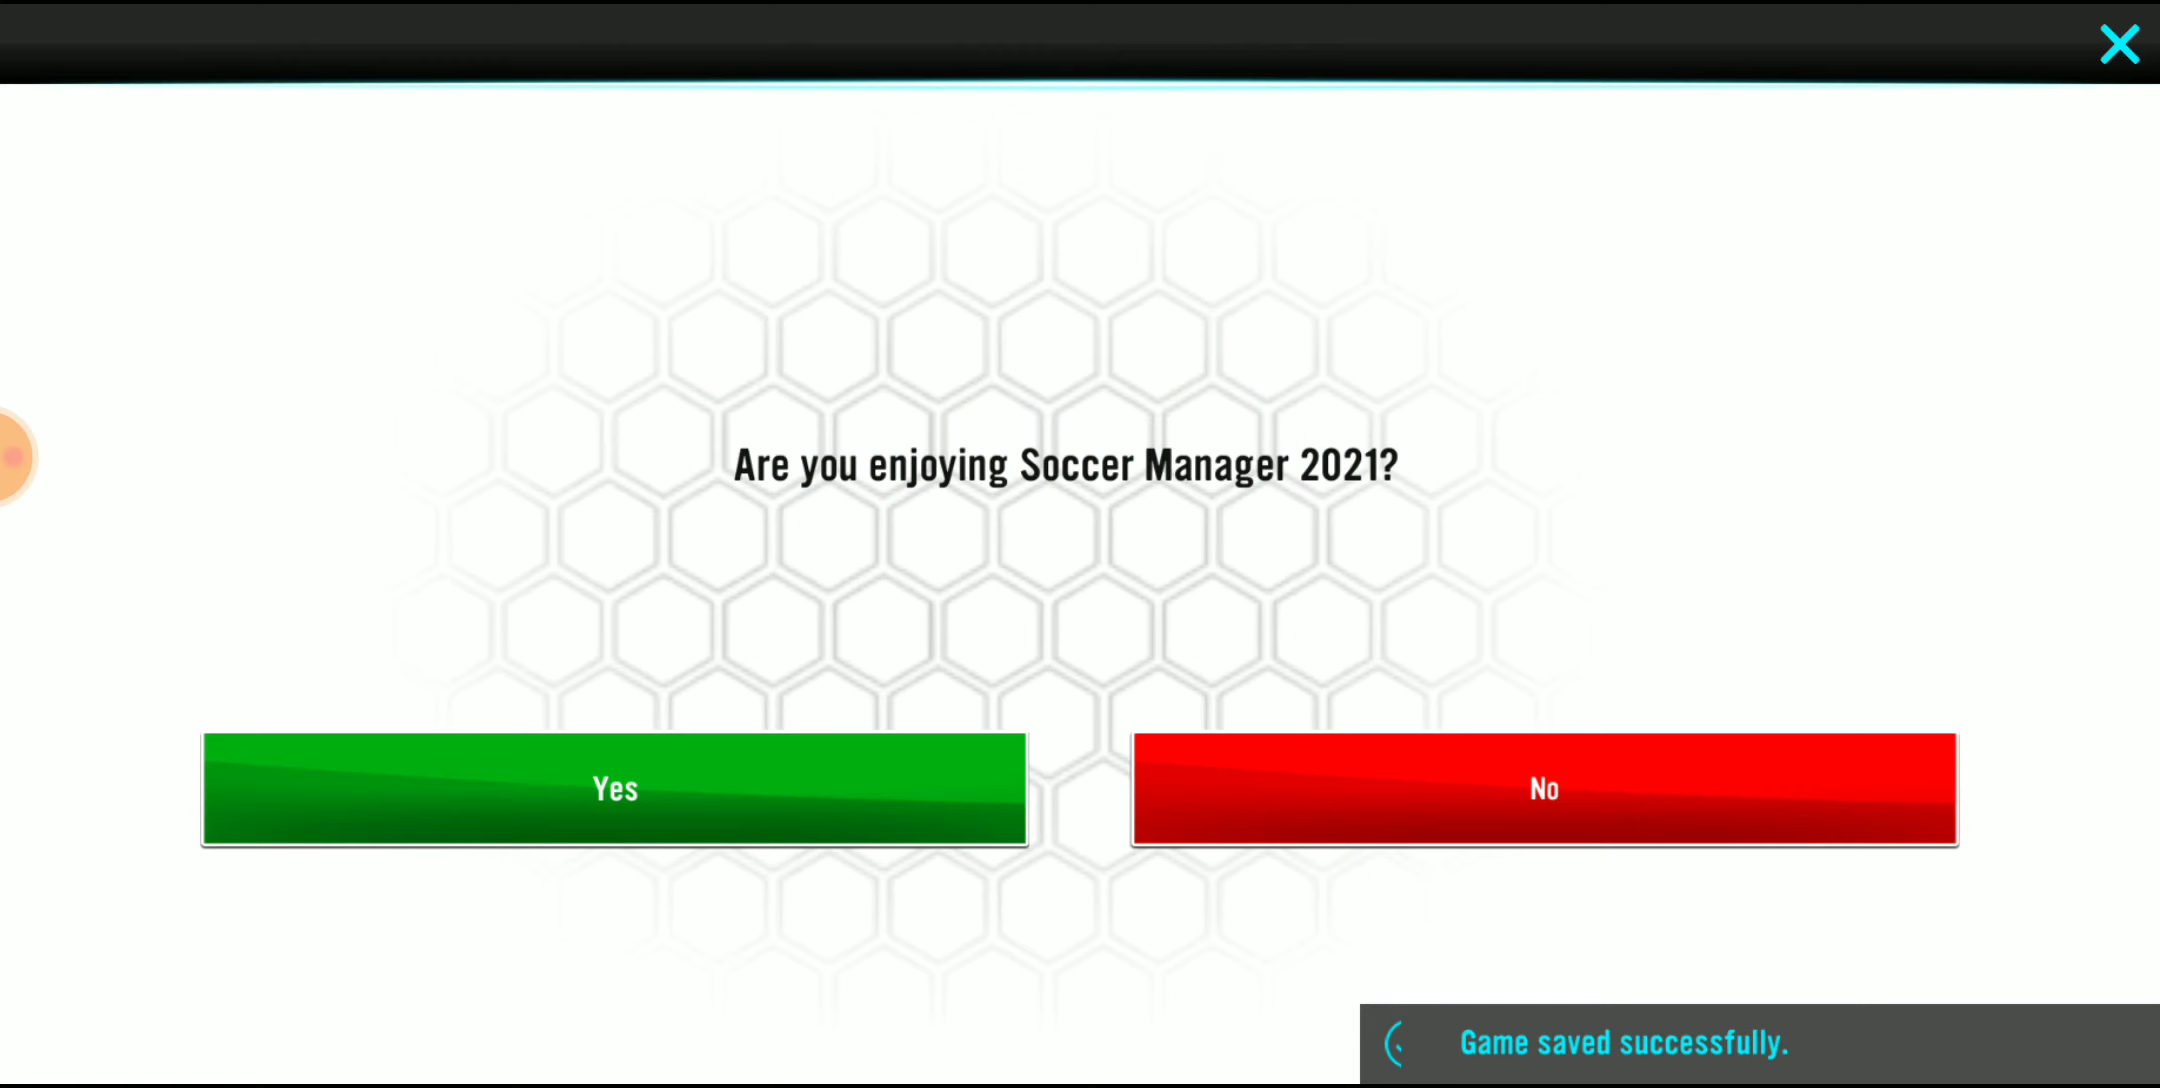 Are you enjoying Soccer Manager 2021?
Yes
No
Game saved successfully.